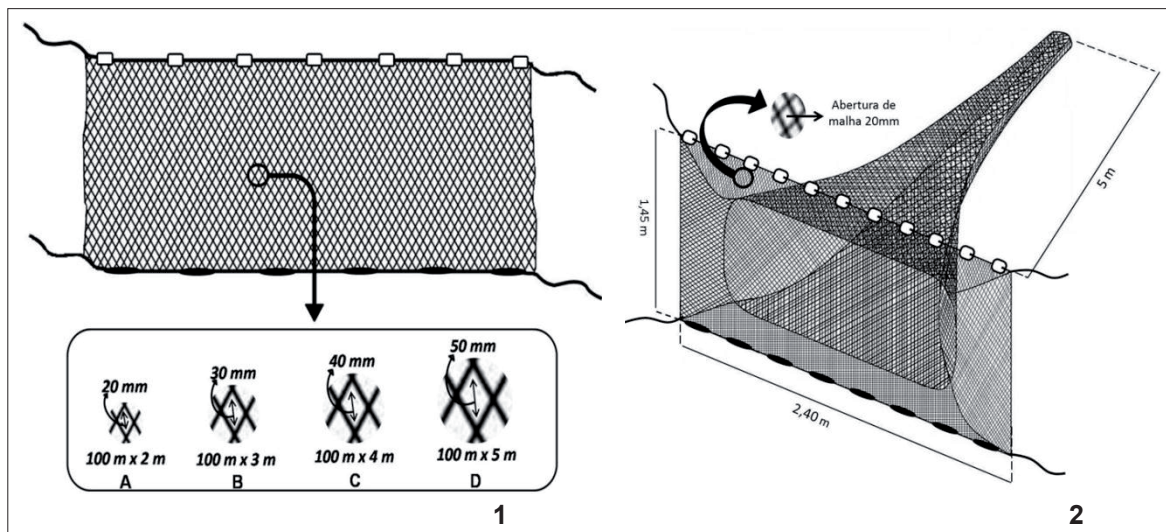 20 mm
100 m x 2 m
A
30 mm
100 m x 3 m
B
40 mm
100 m x 4 m
C
50 mm
100 m x 5 m
D
1
Abertura de
malha 20mm
1,45 m
5 m
2,40 m
2